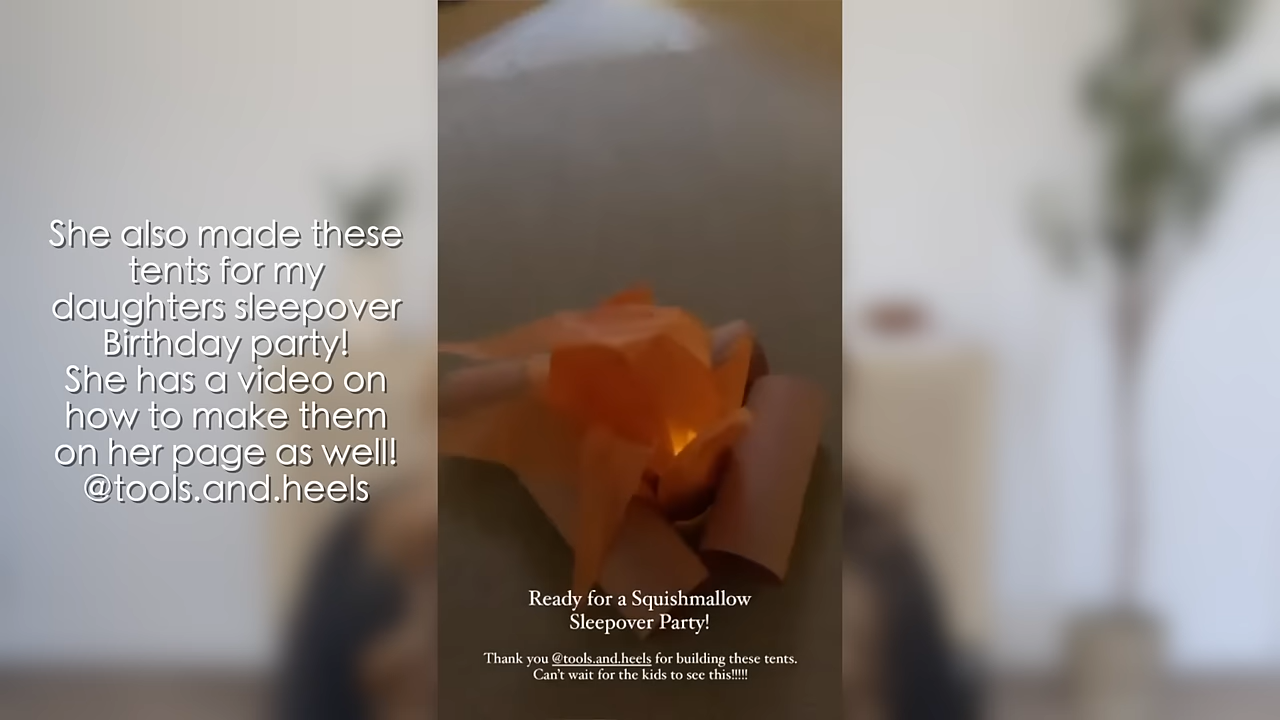 She also made these
tents for my
daughters sleepover
Birthday party!
She has a video on
how to make them
on her page as well!
@tools.and.heels
Ready for a Squishmallow
Sleepover Party!
Thank you @tools.and.heels for building these tents.
Can't wait for the kids to see this!!!!!